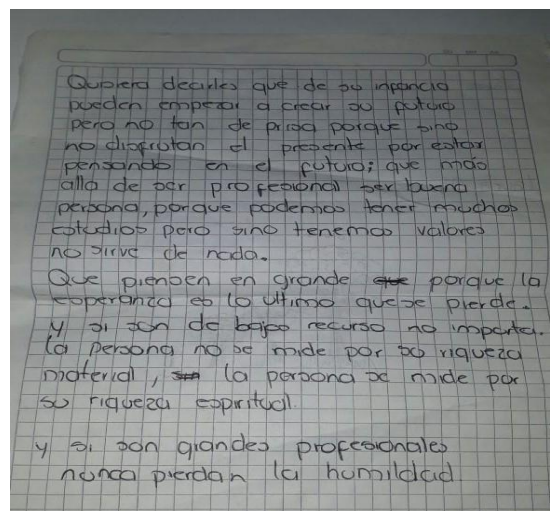 Quisiera decirles que de su infancia
pueden empezar a crear su futuro
pero no tan de prisa porque sino
no disfrutan el presente por estar
pensando en el futuro; que mas
alla de ser profesional ser buena
persona, porque podemos tener muchos
estudios pero sino tenemos valores
no sirve de nada.
Que piensen en grande porque la
esperanza es lo ultimo que se pierde.
y si son de bajos recurso no importa.
la persona no se mide por su riqueza
material, la persona se mide por
su riqueza espiritual.
y si son grandes profesionales
nunca pierdan la humildad.